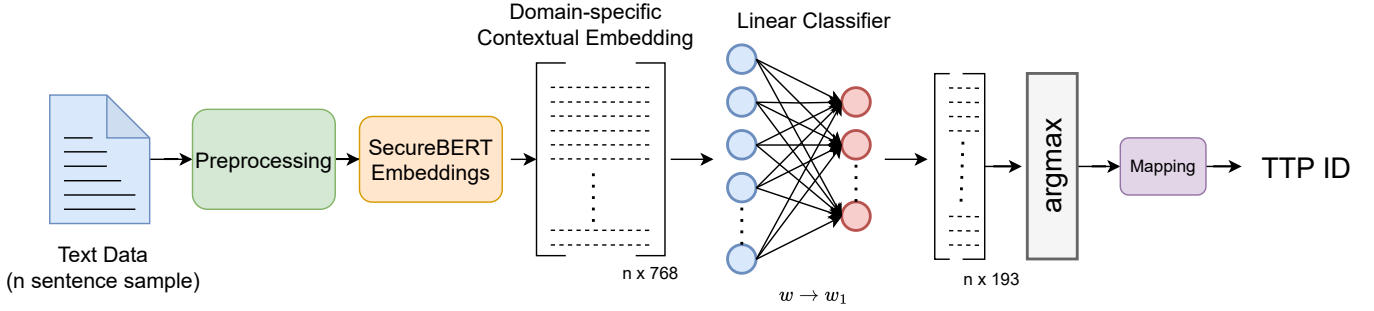 Domain-specific
Contextual Embedding
Linear Classifier
Preprocessing
SecureBERT
Embeddings
argmax
Mapping
TTP ID
Text Data
(n sentence sample)
n x 768
n x 193
w → w₁